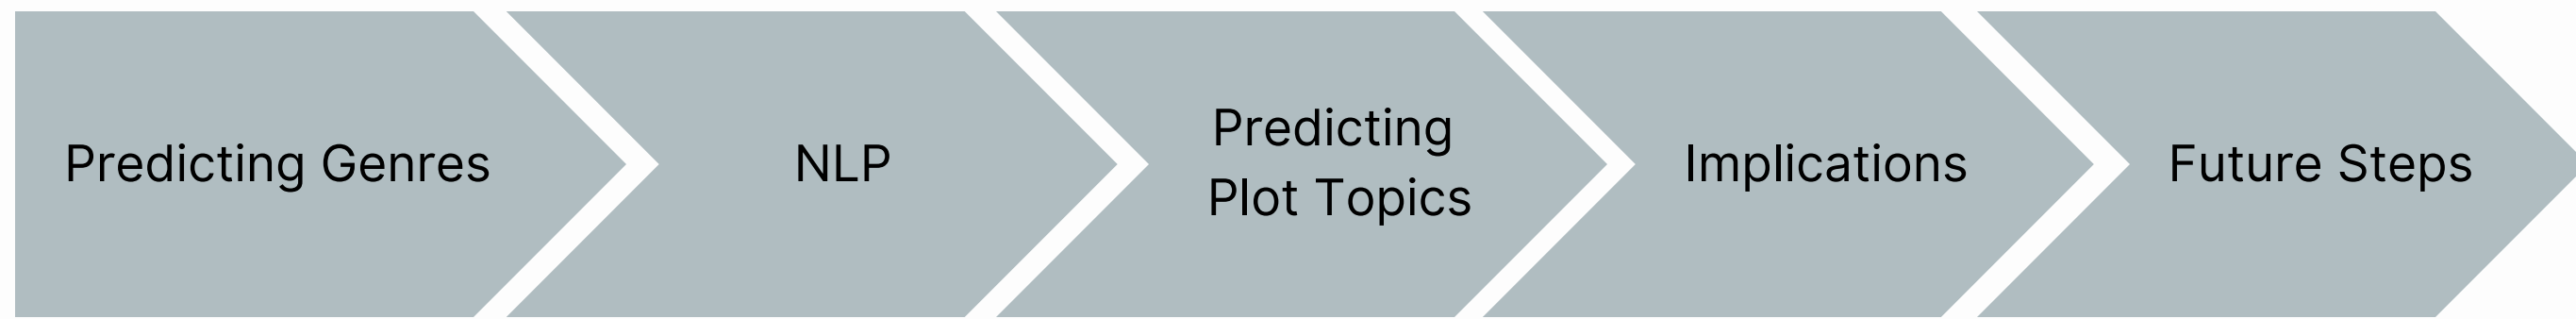 Predicting Genres
NLP
Predicting
Plot Topics
Implications
Future Steps